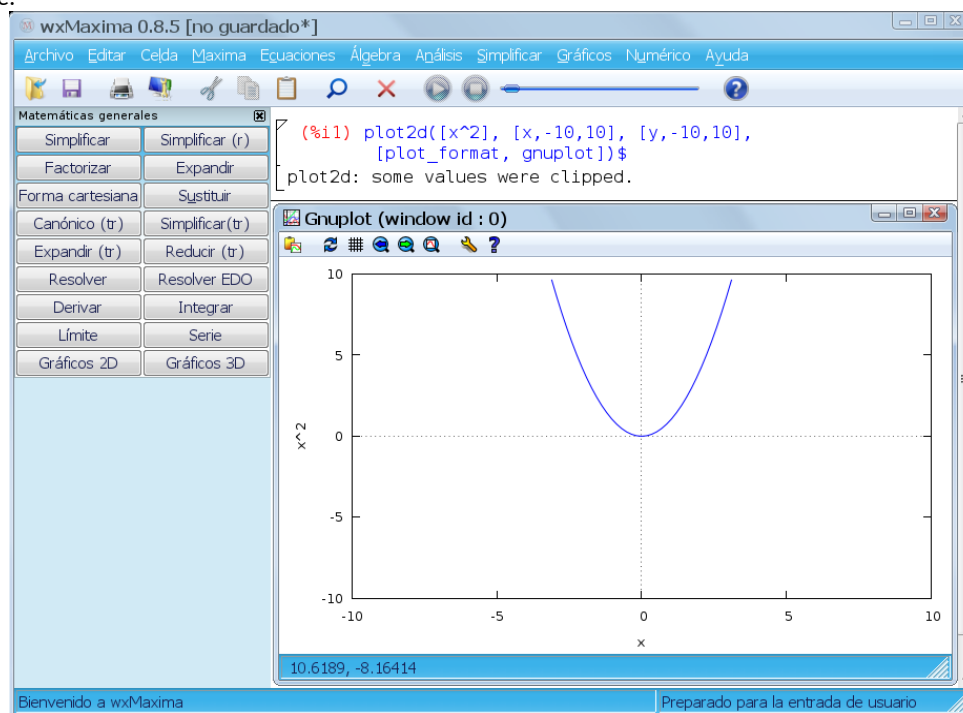 c.
wxMaxima 0.8.5 [no guardado*]
Archivo Editar Celda Maxima Ecuaciones Álgebra Análisis Simplificar Gráficos Numérico Ayuda
Matemáticas generales
Simplificar Simplificar (r)
Factorizar Expandir
Forma cartesiana Sustituir
Canónico (tr) Simplificar(tr)
Expandir (tr) Reducir (tr)
Resolver Resolver EDO
Derivar Integrar
Límite Serie
Gráficos 2D Gráficos 3D
(%i1) plot2d([x^2], [x,-10,10], [y,-10,10],
[plot_format, gnuplot])$
plot2d: some values were clipped.
Gnuplot (window id : 0)
10
5
0
-5
-10
x^2
-10 -5 0 5 10
x
10.6189, -8.16414
Bienvenido a wxMaxima Preparado para la entrada de usuario